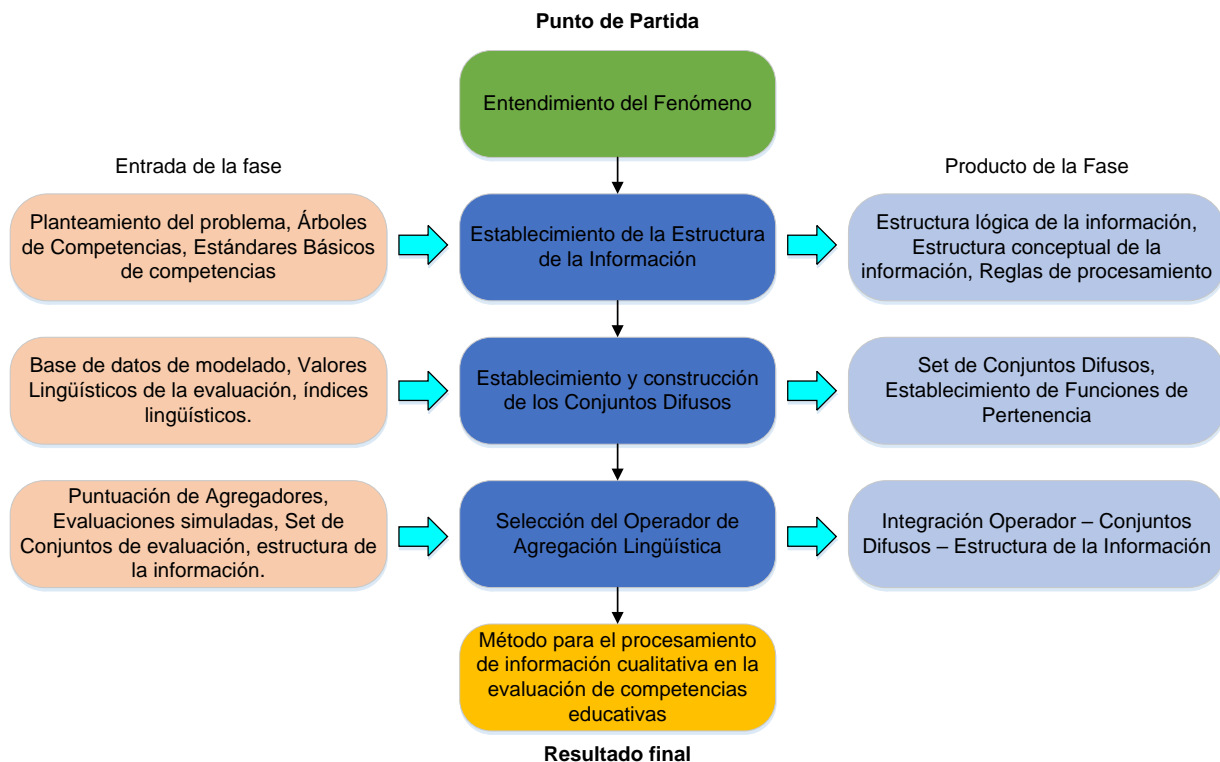 Punto de Partida
Entendimiento del Fenómeno
Entrada de la fase
Producto de la Fase
Planteamiento del problema, Árboles
de Competencias, Estándares Básicos
de competencias
Establecimiento de la Estructura
de la Información
Estructura lógica de la información,
Estructura conceptual de la
información, Reglas de procesamiento
Base de datos de modelado, Valores
Lingüísticos de la evaluación, índices
lingüísticos.
Establecimiento y construcción
de los Conjuntos Difusos
Set de Conjuntos Difusos,
Establecimiento de Funciones de
Pertenencia
Puntuación de Agregadores,
Evaluaciones simuladas, Set de
Conjuntos de evaluación, estructura de
la información.
Selección del Operador de
Agregación Lingüística
Integración Operador – Conjuntos
Difusos – Estructura de la Información
Método para el procesamiento
de información cualitativa en la
evaluación de competencias
educativas
Resultado final